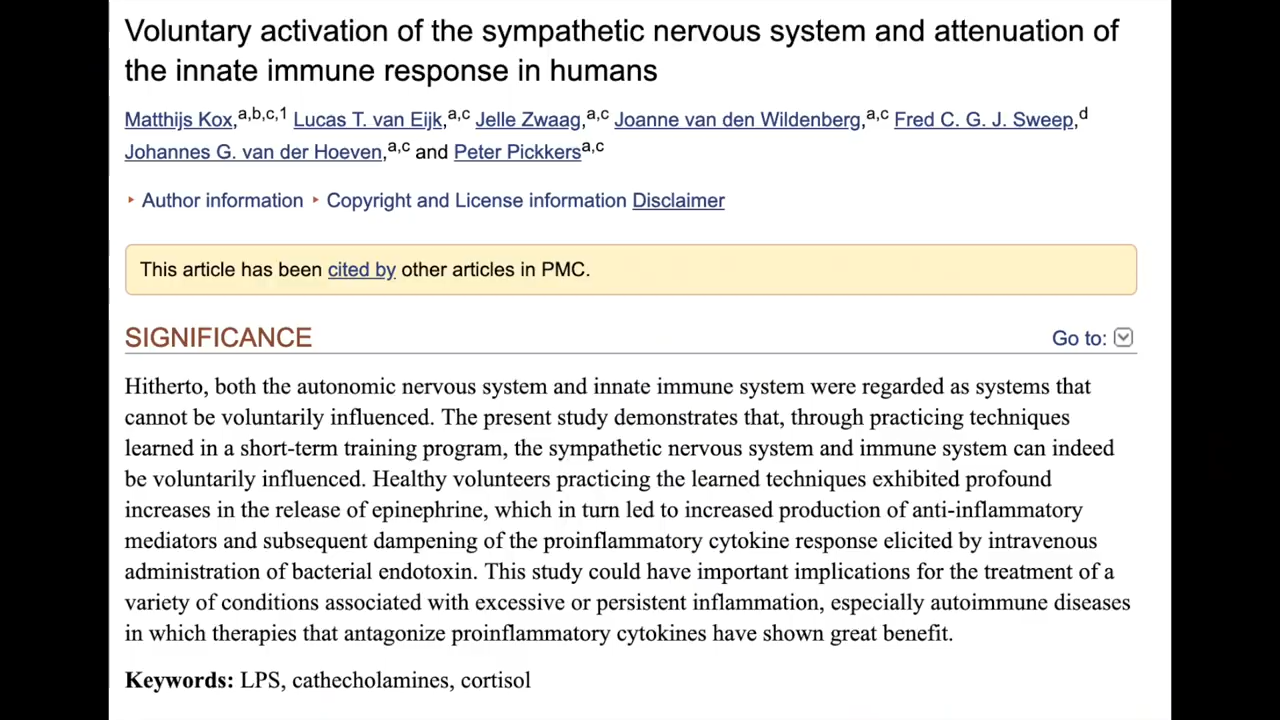 Voluntary activation of the sympathetic nervous system and attenuation of
the innate immune response in humans
Matthijs Kox,a,b,c,1 Lucas T. van Eijk,a,c Jelle Zwaag,a,c Joanne van den Wildenberg,a,c Fred C. G. J. Sweep,d
Johannes G. van der Hoeven,a,c and Peter Pickkersa,c
▸ Author information ▸ Copyright and License information Disclaimer
This article has been cited by other articles in PMC.
SIGNIFICANCE Go to:
Hitherto, both the autonomic nervous system and innate immune system were regarded as systems that
cannot be voluntarily influenced. The present study demonstrates that, through practicing techniques
learned in a short-term training program, the sympathetic nervous system and immune system can indeed
be voluntarily influenced. Healthy volunteers practicing the learned techniques exhibited profound
increases in the release of epinephrine, which in turn led to increased production of anti-inflammatory
mediators and subsequent dampening of the proinflammatory cytokine response elicited by intravenous
administration of bacterial endotoxin. This study could have important implications for the treatment of a
variety of conditions associated with excessive or persistent inflammation, especially autoimmune diseases
in which therapies that antagonize proinflammatory cytokines have shown great benefit.
Keywords: LPS, cathecholamines, cortisol